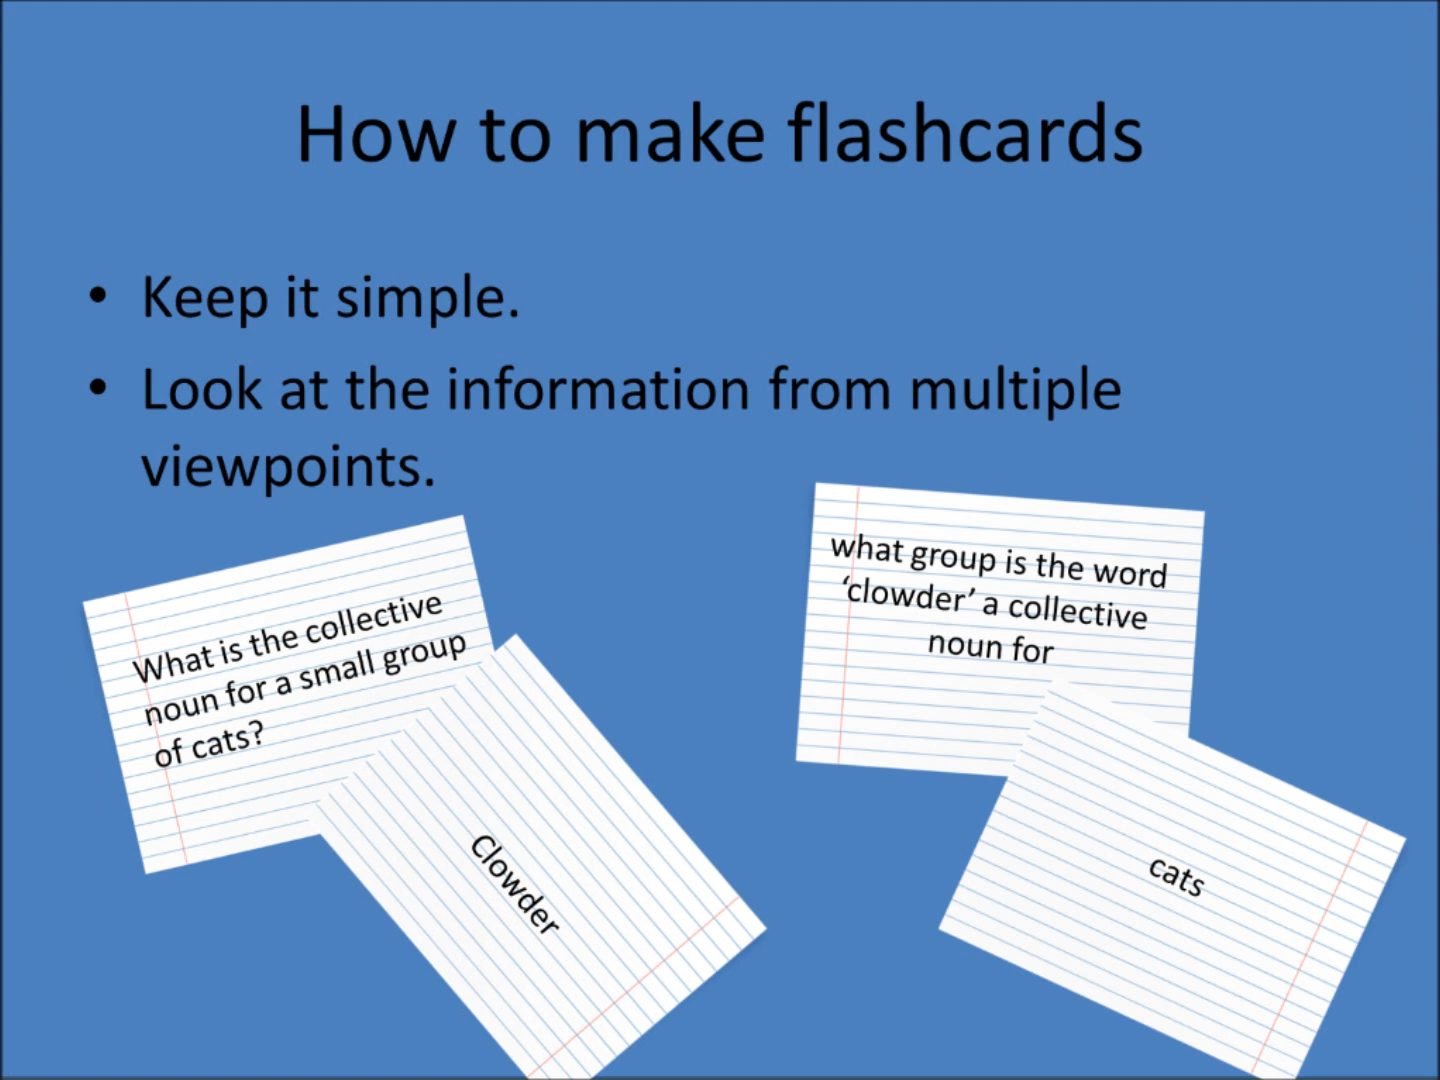 How to make flashcards
• Keep it simple.
• Look at the information from multiple
viewpoints.
What is the collective
noun for a small group
of cats?
Clowder
what group is the word
‘clowder’ a collective
noun for
cats